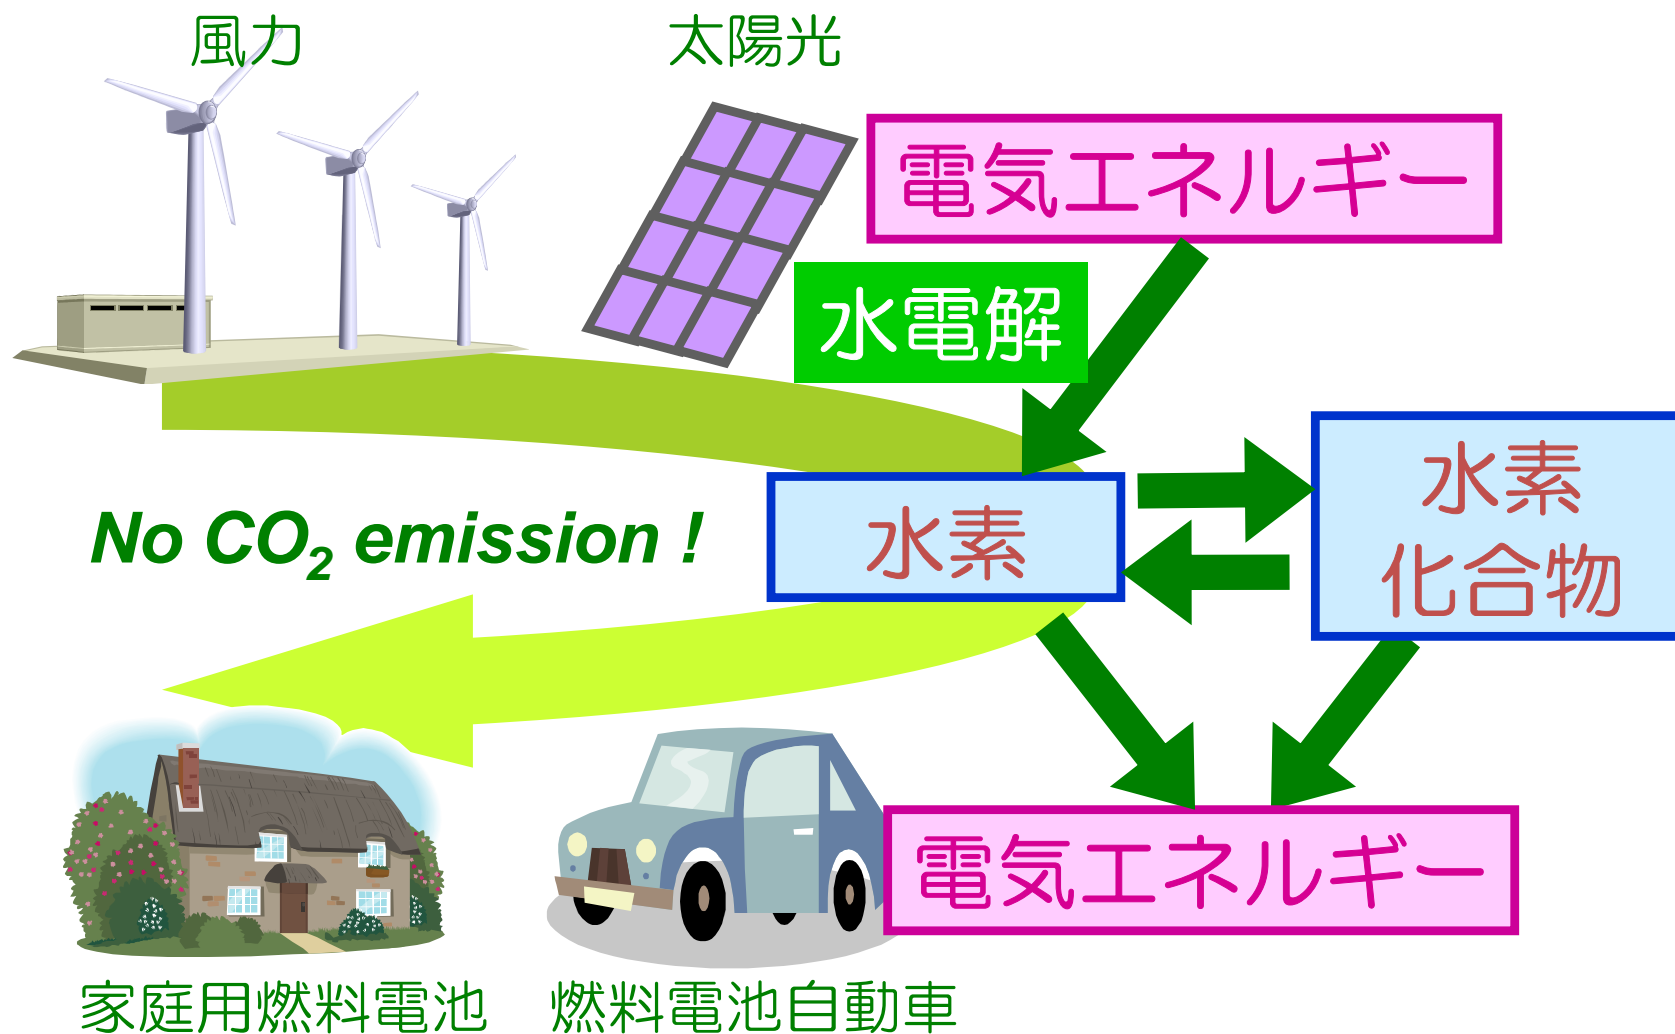 風力
太陽光
電気エネルギー
水電解
水素
水素
化合物
No CO₂ emission !
電気エネルギー
家庭用燃料電池
燃料電池自動車